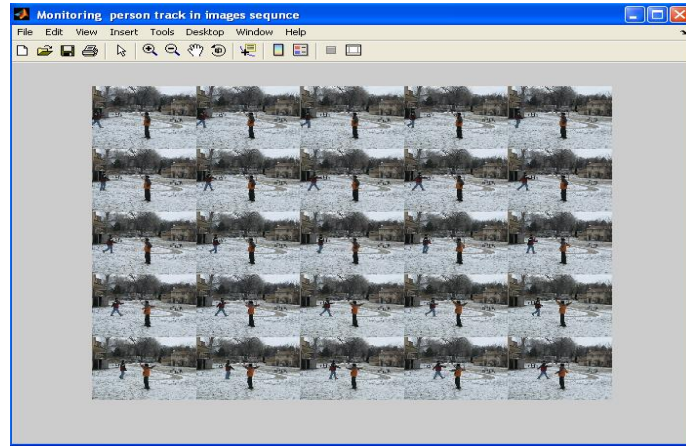 Monitoring person track in images sequnce
File Edit View Insert Tools Desktop Window Help